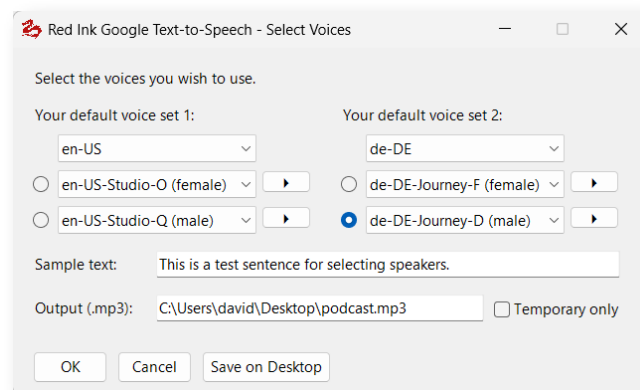 Red Ink Google Text-to-Speech - Select Voices
Select the voices you wish to use.
Your default voice set 1: Your default voice set 2:
en-US de-DE
en-US-Studio-O (female) de-DE-Journey-F (female)
en-US-Studio-Q (male) de-DE-Journey-D (male)
Sample text: This is a test sentence for selecting speakers.
Output (.mp3): C:\Users\david\Desktop\podcast.mp3 Temporary only
OK Cancel Save on Desktop